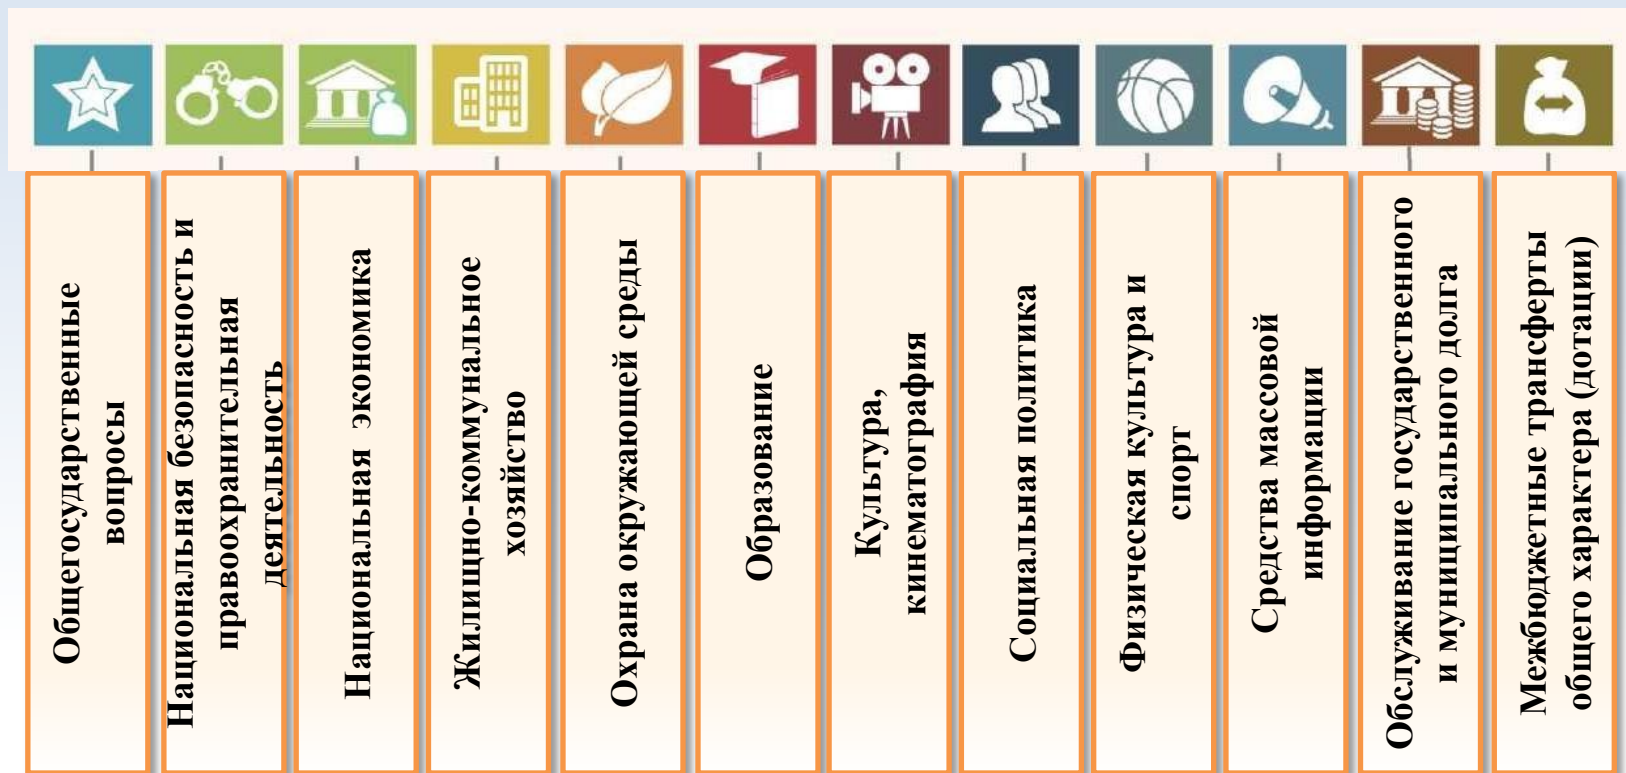 Общегосударственные
вопросы
Национальная безопасность и
правоохранительная
деятельность
Национальная экономика
Жилищно-коммунальное
хозяйство
Охрана окружающей среды
Образование
Культура,
кинематография
Социальная политика
Физическая культура и
спорт
Средства массовой
информации
Обслуживание государственного
и муниципального долга
Межбюджетные трансферты
общего характера (дотации)